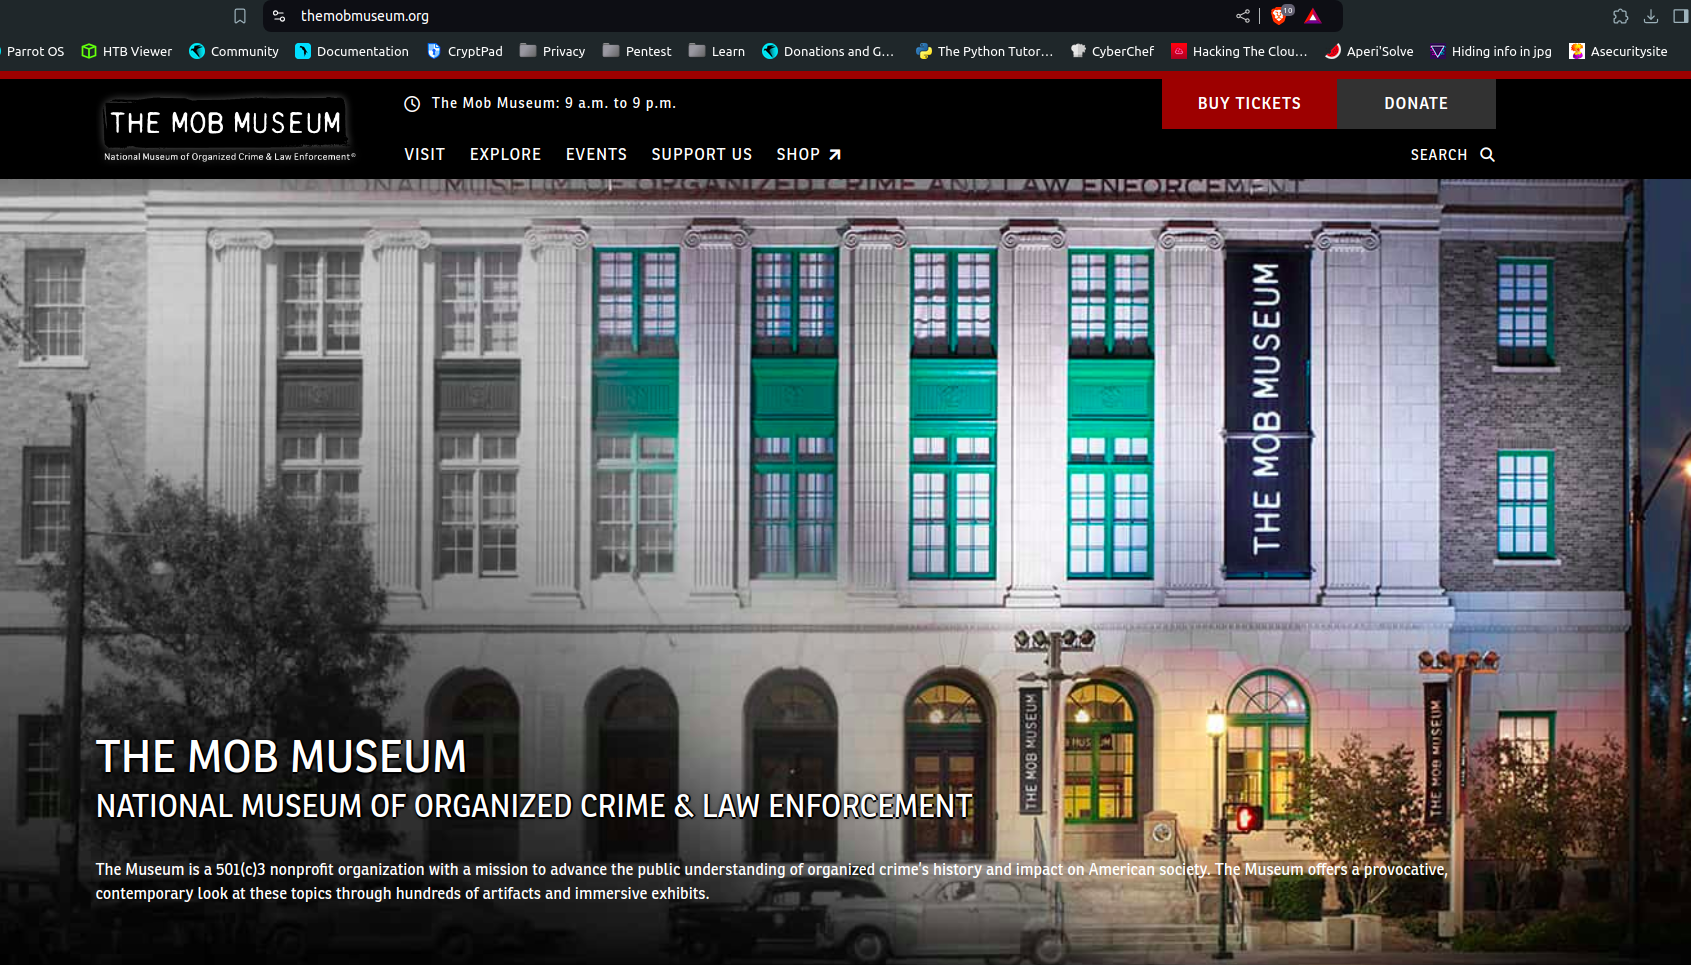 themobmuseum.org
10
Parrot OS
HTB Viewer
Community
Documentation
CryptPad
Privacy
Pentest
Learn
Donations and G...
The Python Tutor...
CyberChef
Hacking The Clou...
Aperi'Solve
Hiding info in jpg
Asecuritysite
THE MOB MUSEUM
National Museum of Organized Crime & Law Enforcement®
The Mob Museum: 9 a.m. to 9 p.m.
BUY TICKETS
DONATE
VISIT
EXPLORE
EVENTS
SUPPORT US
SHOP
SEARCH
NATIONAL MUSEUM OF ORGANIZED CRIME AND LAW ENFORCEMENT
THE MOB MUSEUM
THE MOB MUSEUM
MUSEUM
THE MOB MUSEUM
THE MOB MUSEUM
NATIONAL MUSEUM OF ORGANIZED CRIME & LAW ENFORCEMENT
The Museum is a 501(c)3 nonprofit organization with a mission to advance the public understanding of organized crime's history and impact on American society. The Museum offers a provocative,
contemporary look at these topics through hundreds of artifacts and immersive exhibits.